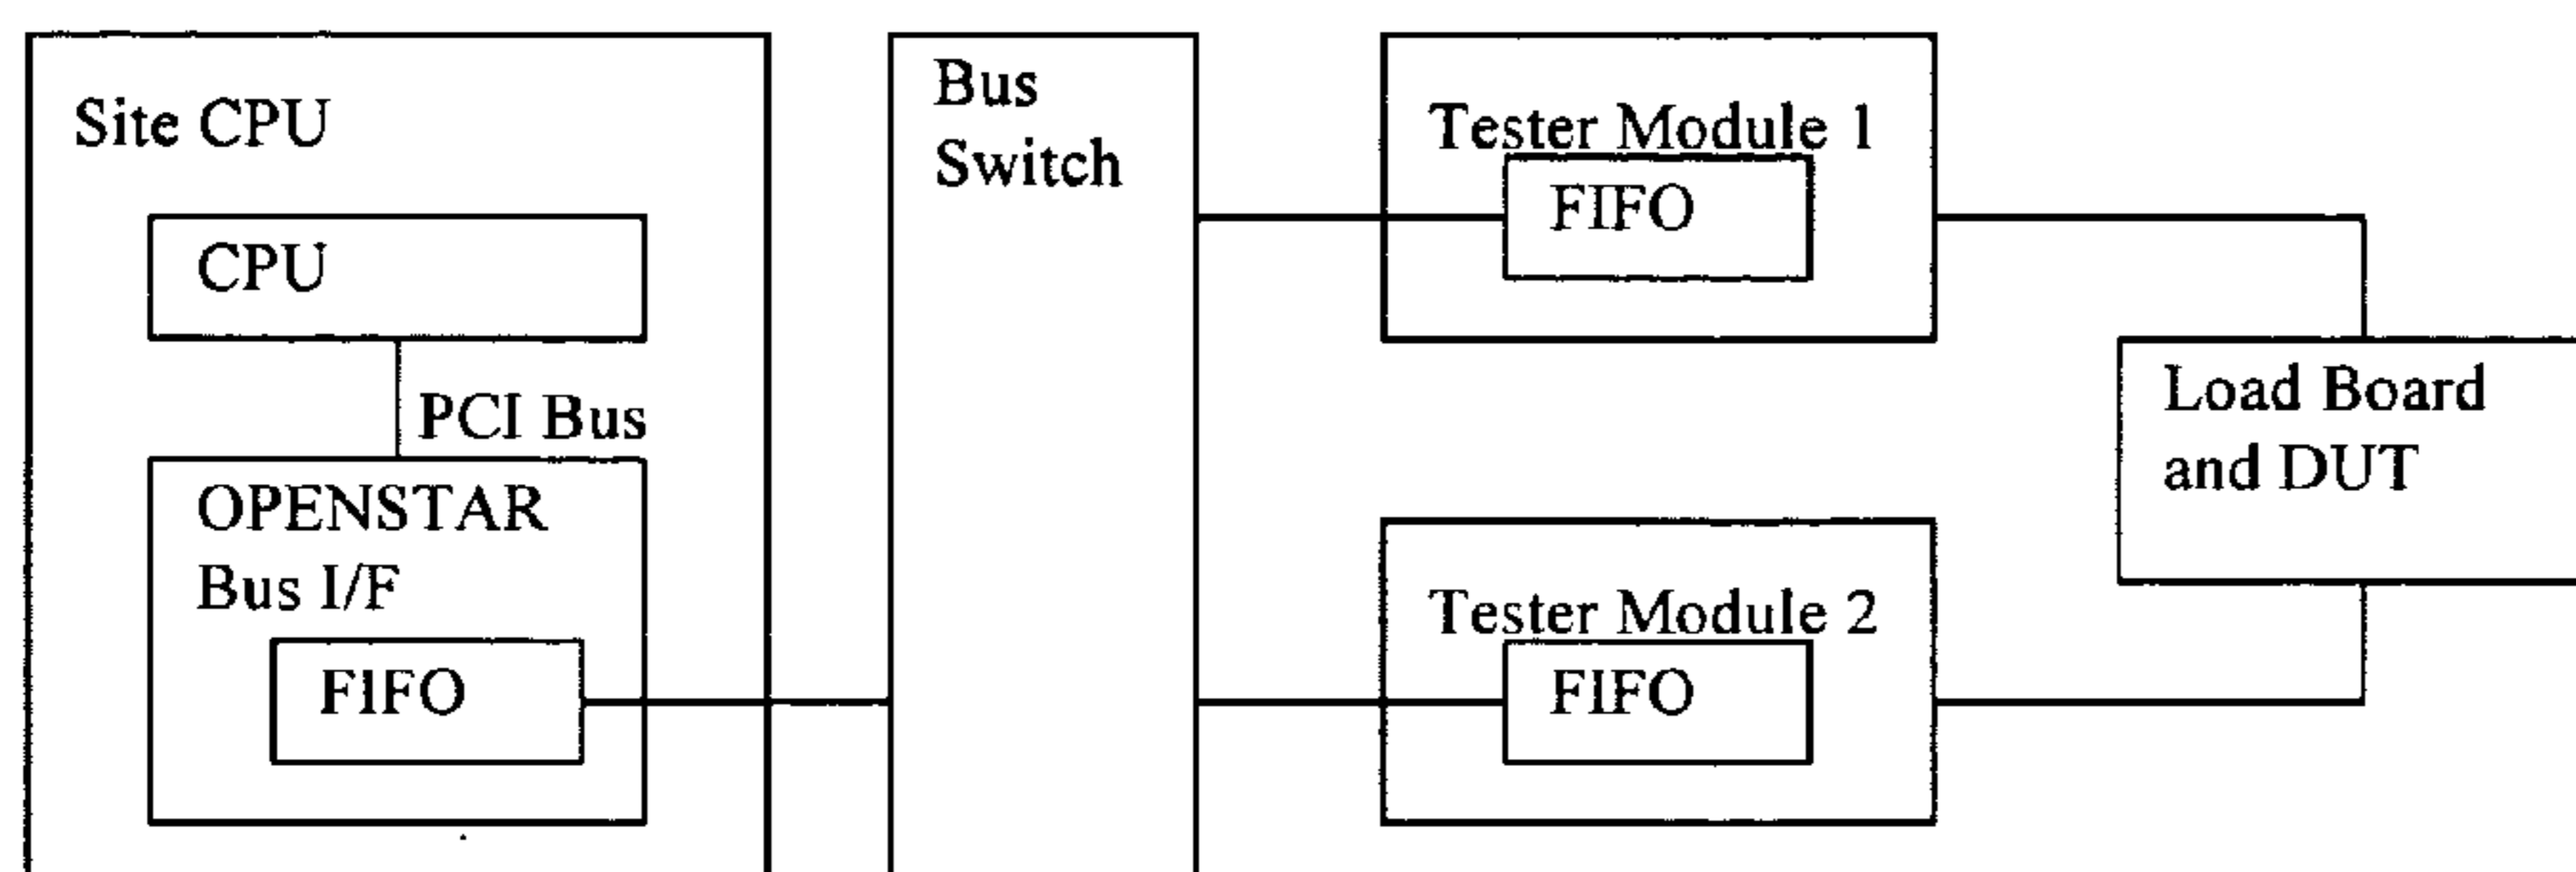 Site CPU
CPU
PCI Bus
OPENSTAR
Bus I/F
FIFO
Bus
Switch
Tester Module 1
FIFO
Tester Module 2
FIFO
Load Board
and DUT